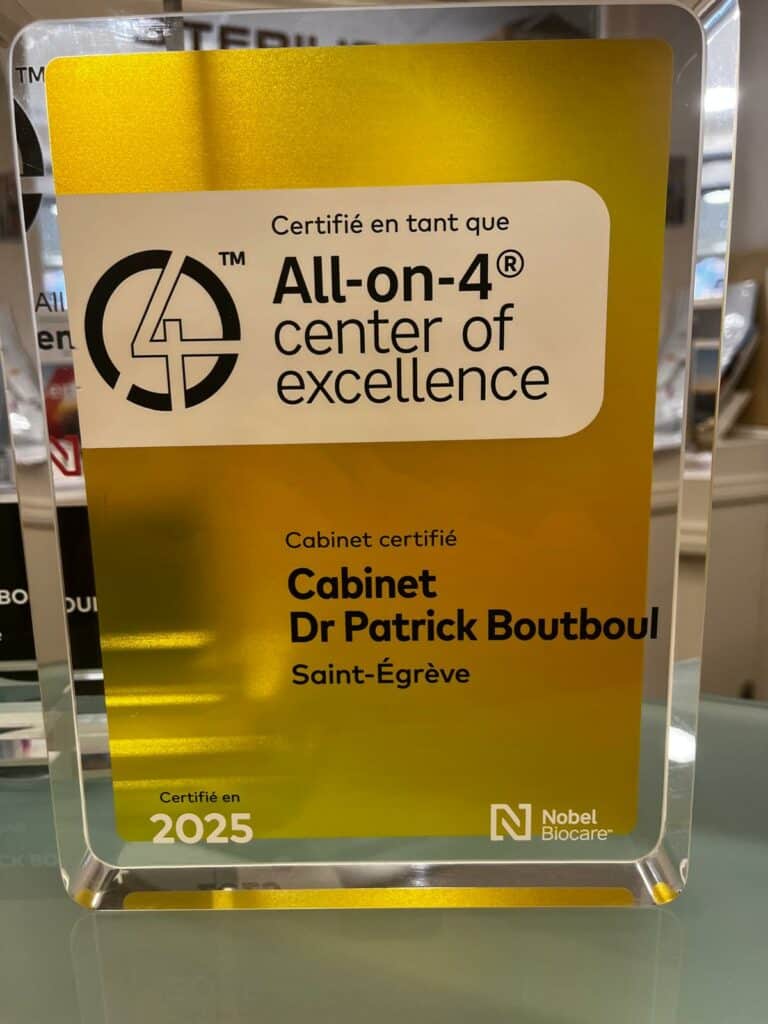 Certifié en tant que
All-on-4®
center of
excellence
4™
Cabinet certifié
Cabinet
Dr Patrick Boutboul
Saint-Égrève
Certifié en
2025
Nobel
Biocare™